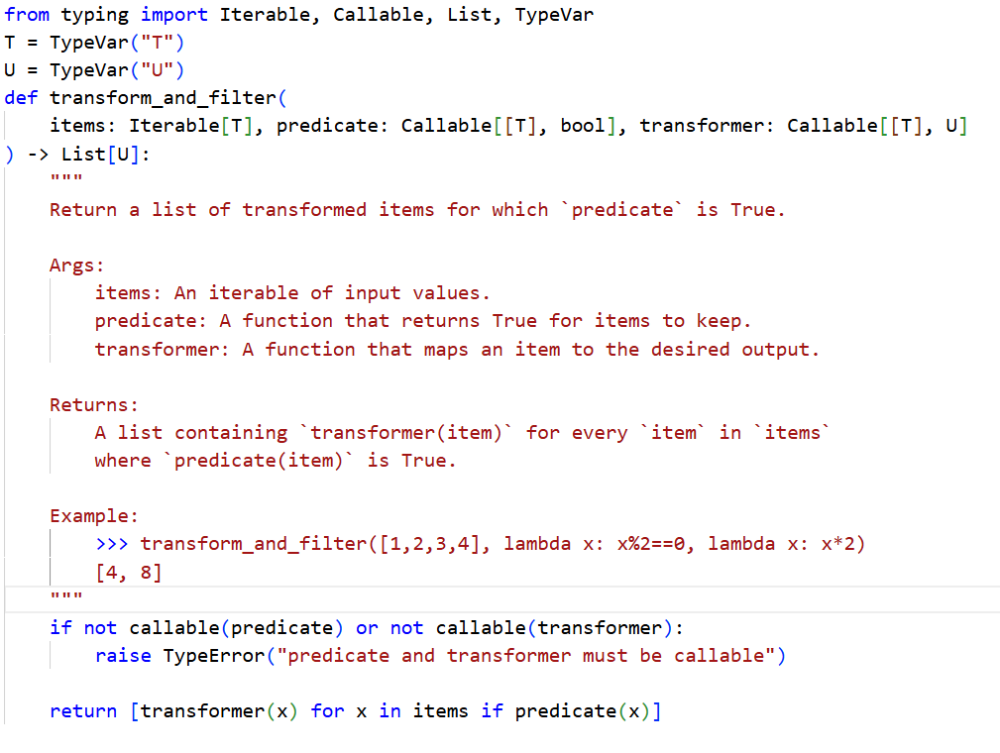 from typing import Iterable, Callable, List, TypeVar
T = TypeVar("T")
U = TypeVar("U")
def transform_and_filter(
    items: Iterable[T], predicate: Callable[[T], bool], transformer: Callable[[T], U]
) -> List[U]:
    """
    Return a list of transformed items for which `predicate` is True.

    Args:
        items: An iterable of input values.
        predicate: A function that returns True for items to keep.
        transformer: A function that maps an item to the desired output.

    Returns:
        A list containing `transformer(item)` for every `item` in `items`
        where `predicate(item)` is True.

    Example:
        >>> transform_and_filter([1,2,3,4], lambda x: x%2==0, lambda x: x*2)
        [4, 8]
    """
    if not callable(predicate) or not callable(transformer):
        raise TypeError("predicate and transformer must be callable")

    return [transformer(x) for x in items if predicate(x)]